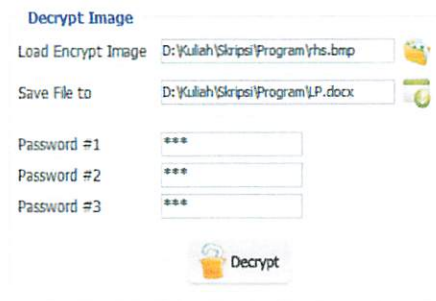 Decrypt Image
Load Encrypt Image D:\Kuliah\Skripsi\Program\rhs.bmp
Save File to D:\Kuliah\Skripsi\Program\LP.docx
Password #1 ***
Password #2 ***
Password #3 ***
Decrypt